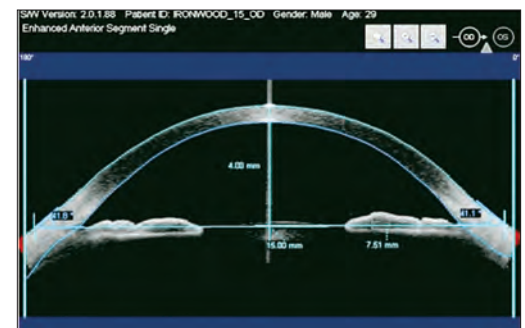 S/W Version: 2.0.1.88 Patient ID: IRONWOOD_15_OD Gender: Male Age: 29
Enhanced Anterior Segment Single
OD OS
180° 0°
4.00 mm
41.8° 41.1°
15.00 mm 7.51 mm